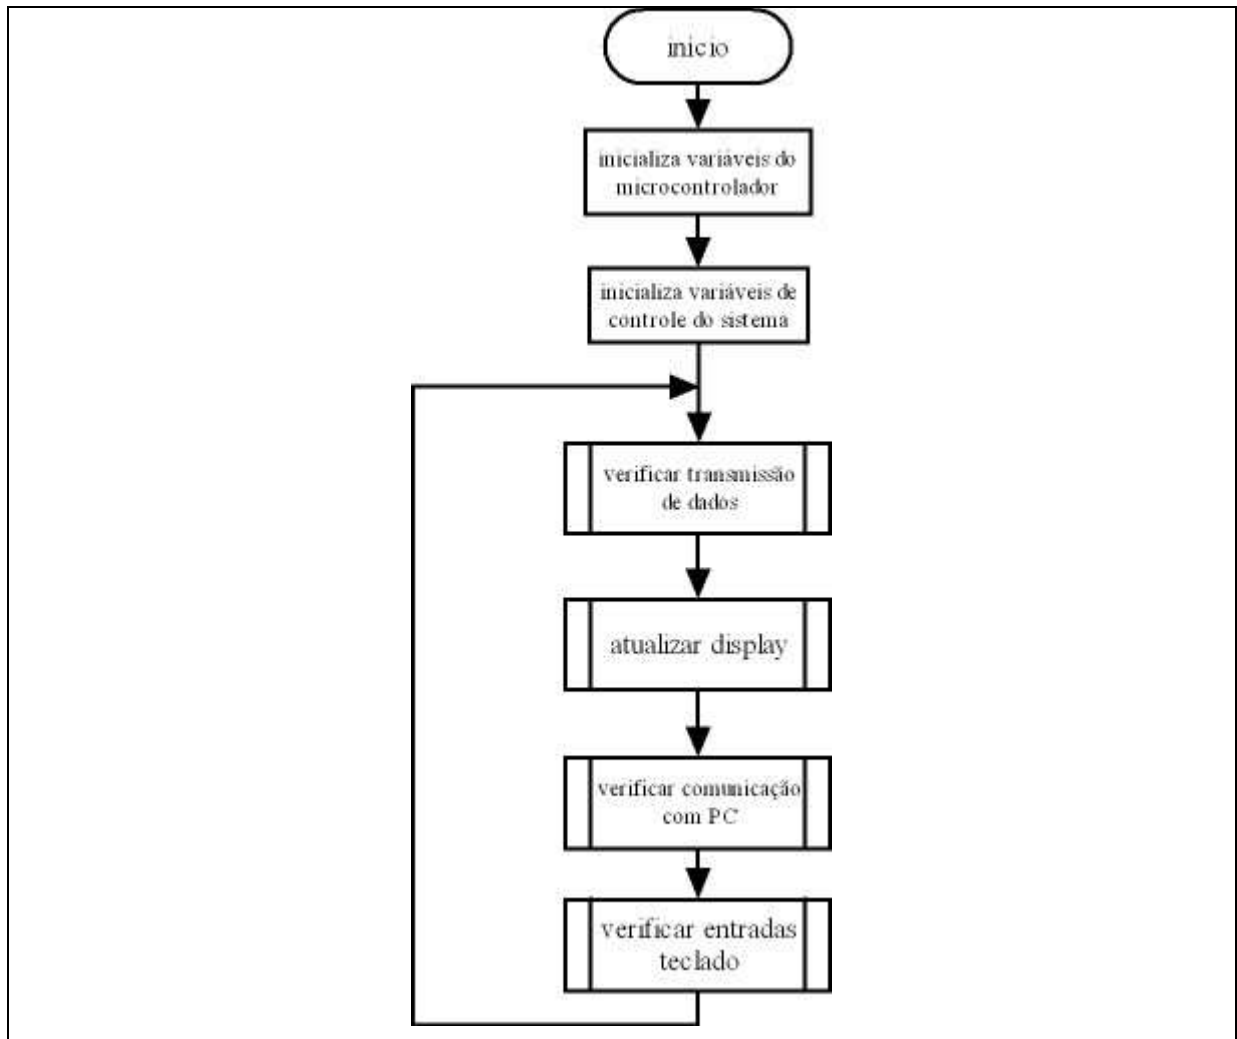 início
inicializa variáveis do
microcontrolador
inicializa variáveis de
controle do sistema
verificar transmissão
de dados
atualizar display
verificar comunicação
com PC
verificar entradas
teclado